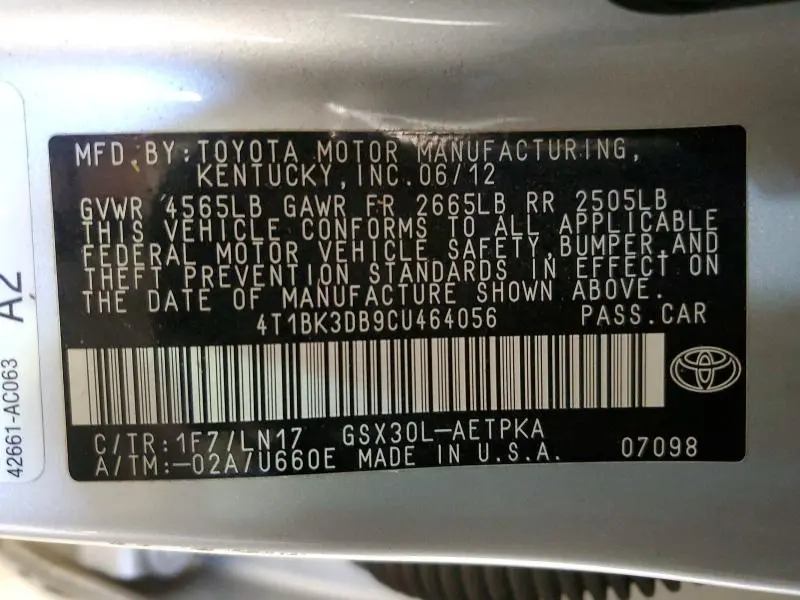 MFD. BY: TOYOTA MOTOR MANUFACTURING,
KENTUCKY, INC. 06/12
GVWR 4565LB GAWR FR 2665LB RR 2505LB
THIS VEHICLE CONFORMS TO ALL APPLICABLE
FEDERAL MOTOR VEHICLE SAFETY, BUMPER, AND
THEFT PREVENTION STANDARDS IN EFFECT ON
THE DATE OF MANUFACTURE SHOWN ABOVE.
4T1BK3DB9CU464056 PASS.CAR
C/TR:1F7/LN17 GSX30L-AETPKA
A/TM:-02A/U660E MADE IN U.S.A. 07098
42661-AC063 A2